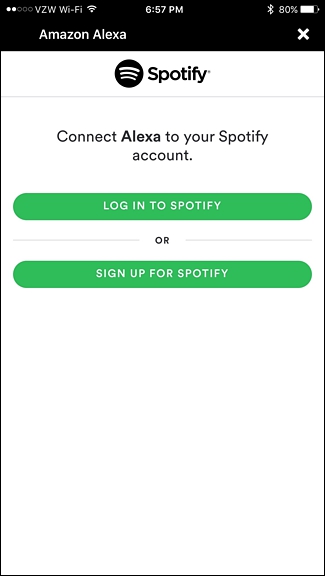 VZW Wi-Fi 6:57 PM 80%
Amazon Alexa
Spotify®
Connect Alexa to your Spotify
account.
LOG IN TO SPOTIFY
OR
SIGN UP FOR SPOTIFY